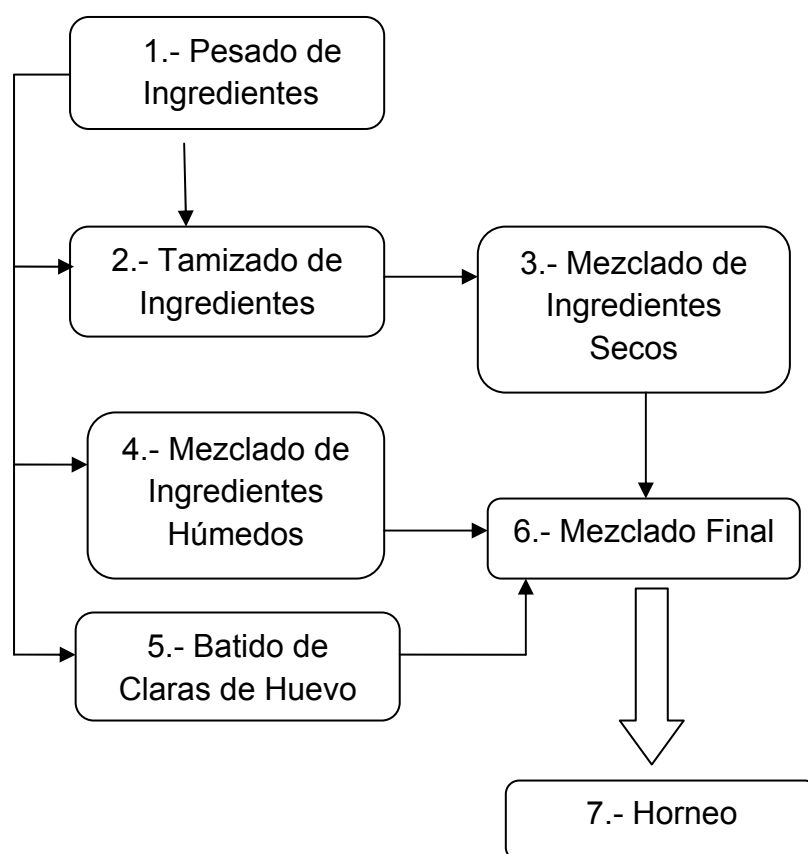 1.- Pesado de
Ingredientes
2.- Tamizado de
Ingredientes
3.- Mezclado de
Ingredientes
Secos
4.- Mezclado de
Ingredientes
Húmedos
5.- Batido de
Claras de Huevo
6.- Mezclado Final
7.- Horneo